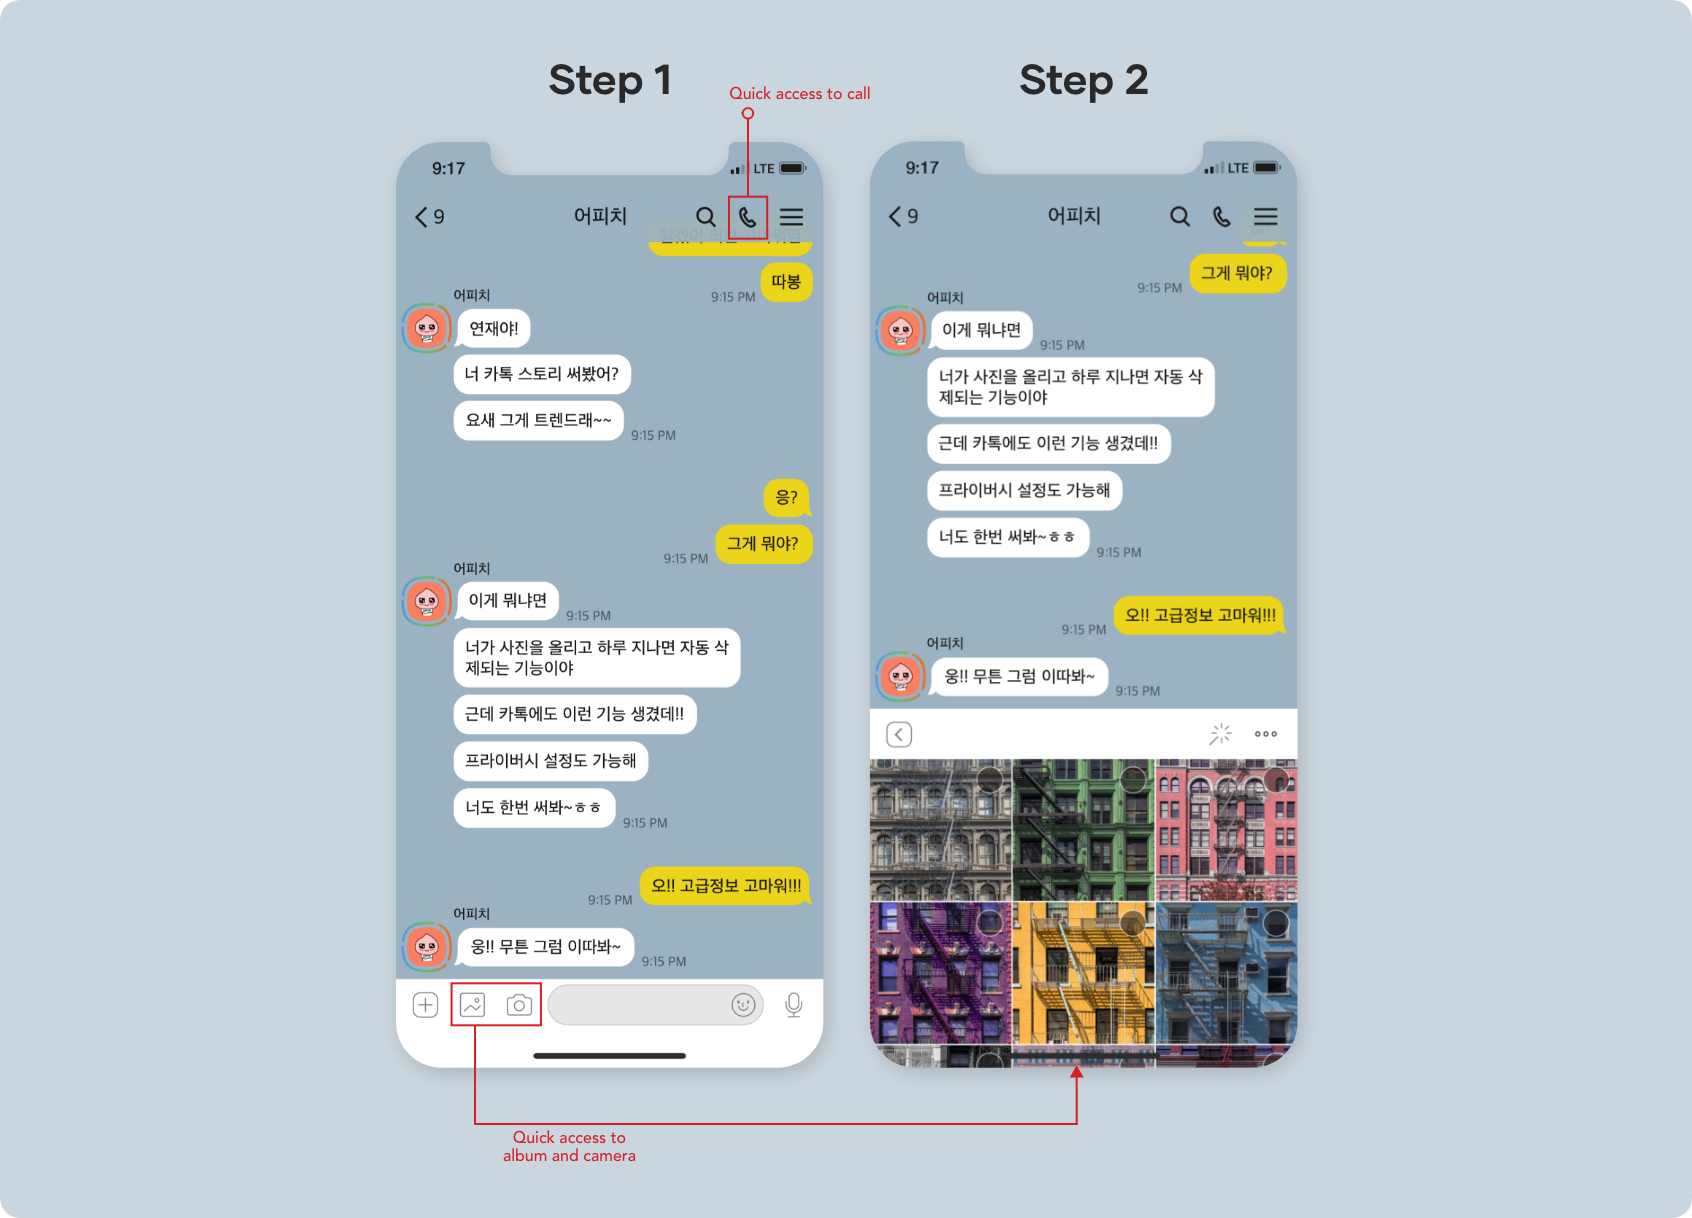 Step 1
Quick access to call
9:17
LTE
9
어피치
따봉
9:15 PM
어피치
연재야!
너 카톡 스토리 써봤어?
요새 그게 트렌드래~~
9:15 PM
응?
그게 뭐야?
9:15 PM
어피치
이게 뭐냐면
9:15 PM
너가 사진을 올리고 하루 지나면 자동 삭
제되는 기능이야
근데 카톡에도 이런 기능 생겼데!!
프라이버시 설정도 가능해
너도 한번 써봐~ㅎㅎ
9:15 PM
오!! 고급정보 고마워!!!
9:15 PM
어피치
웅!! 무튼 그럼 이따봐~
9:15 PM
Quick access to
album and camera
Step 2
9:17
LTE
9
어피치
그게 뭐야?
9:15 PM
어피치
이게 뭐냐면
9:15 PM
너가 사진을 올리고 하루 지나면 자동 삭
제되는 기능이야
근데 카톡에도 이런 기능 생겼데!!
프라이버시 설정도 가능해
너도 한번 써봐~ㅎㅎ
9:15 PM
오!! 고급정보 고마워!!!
9:15 PM
어피치
웅!! 무튼 그럼 이따봐~
9:15 PM